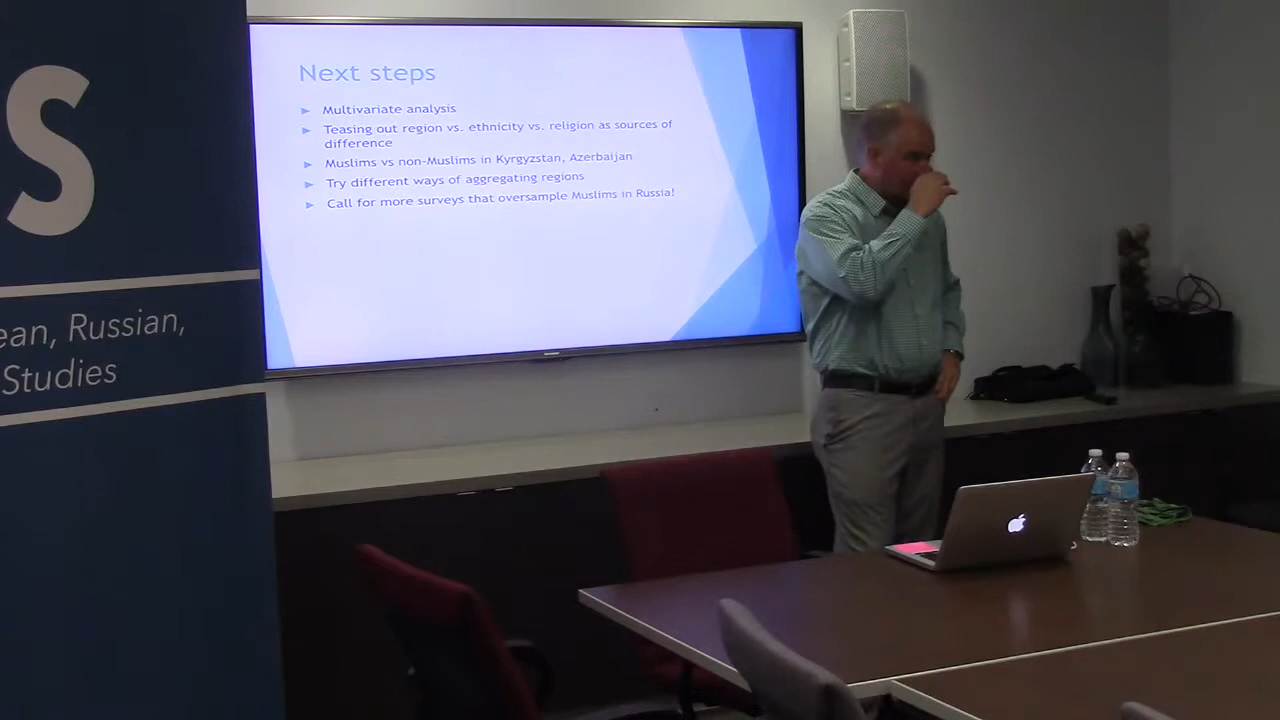 S
ean, Russian,
Studies
Next steps
Multivariate analysis
Teasing out region vs. ethnicity vs. religion as sources of
difference
Muslims vs non-Muslims in Kyrgyzstan, Azerbaijan
Try different ways of aggregating regions
Call for more surveys that oversample Muslims in Russia!